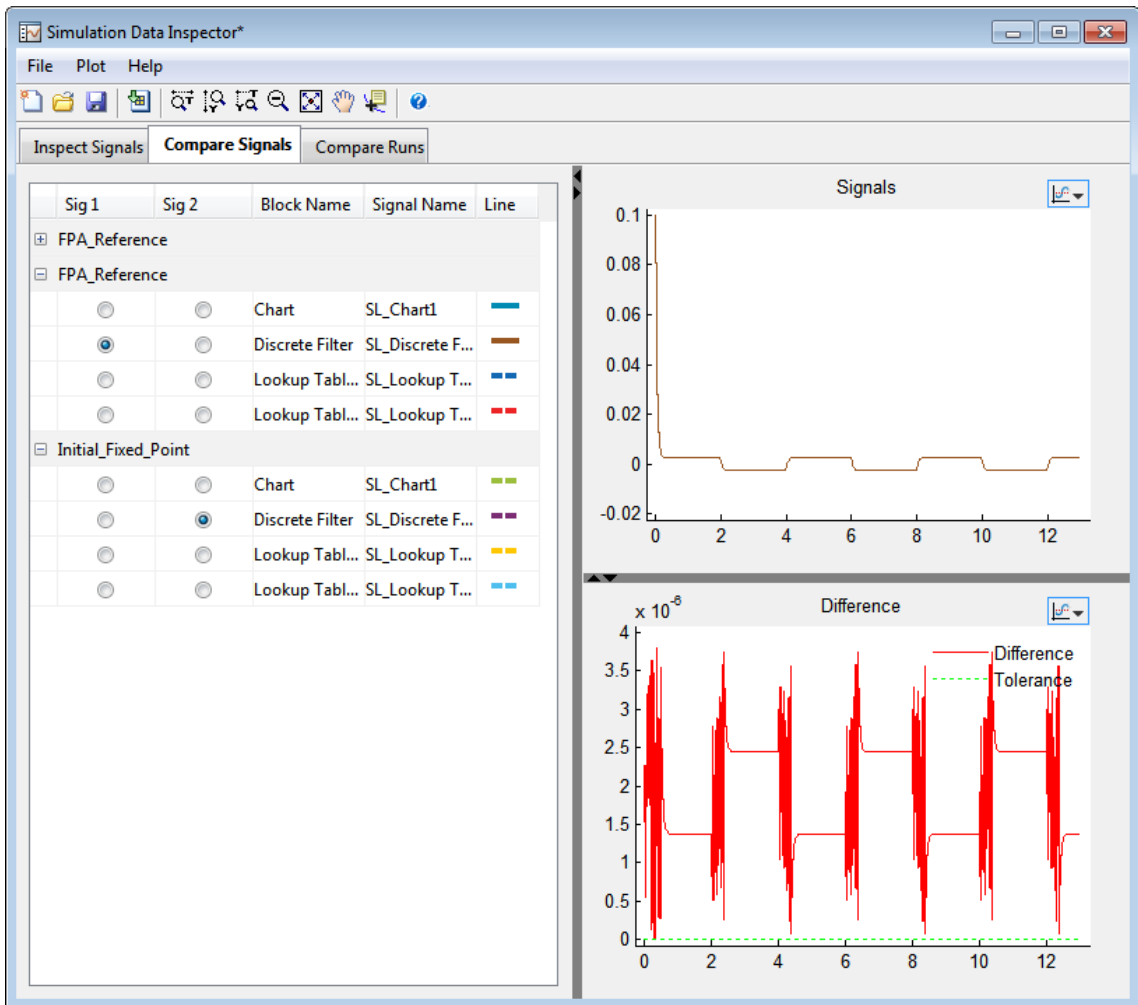 Simulation Data Inspector*
File Plot Help
Inspect Signals Compare Signals Compare Runs
Sig 1 Sig 2 Block Name Signal Name Line
FPA_Reference
FPA_Reference
Chart SL_Chart1
Discrete Filter SL_Discrete F...
Lookup Tabl... SL_Lookup T...
Lookup Tabl... SL_Lookup T...
Initial_Fixed_Point
Chart SL_Chart1
Discrete Filter SL_Discrete F...
Lookup Tabl... SL_Lookup T...
Lookup Tabl... SL_Lookup T...
Signals
0.1
0.08
0.06
0.04
0.02
0
-0.02
0 2 4 6 8 10 12
x 10^-6 Difference
4
3.5
3
2.5
2
1.5
1
0.5
0
Difference
Tolerance
0 2 4 6 8 10 12